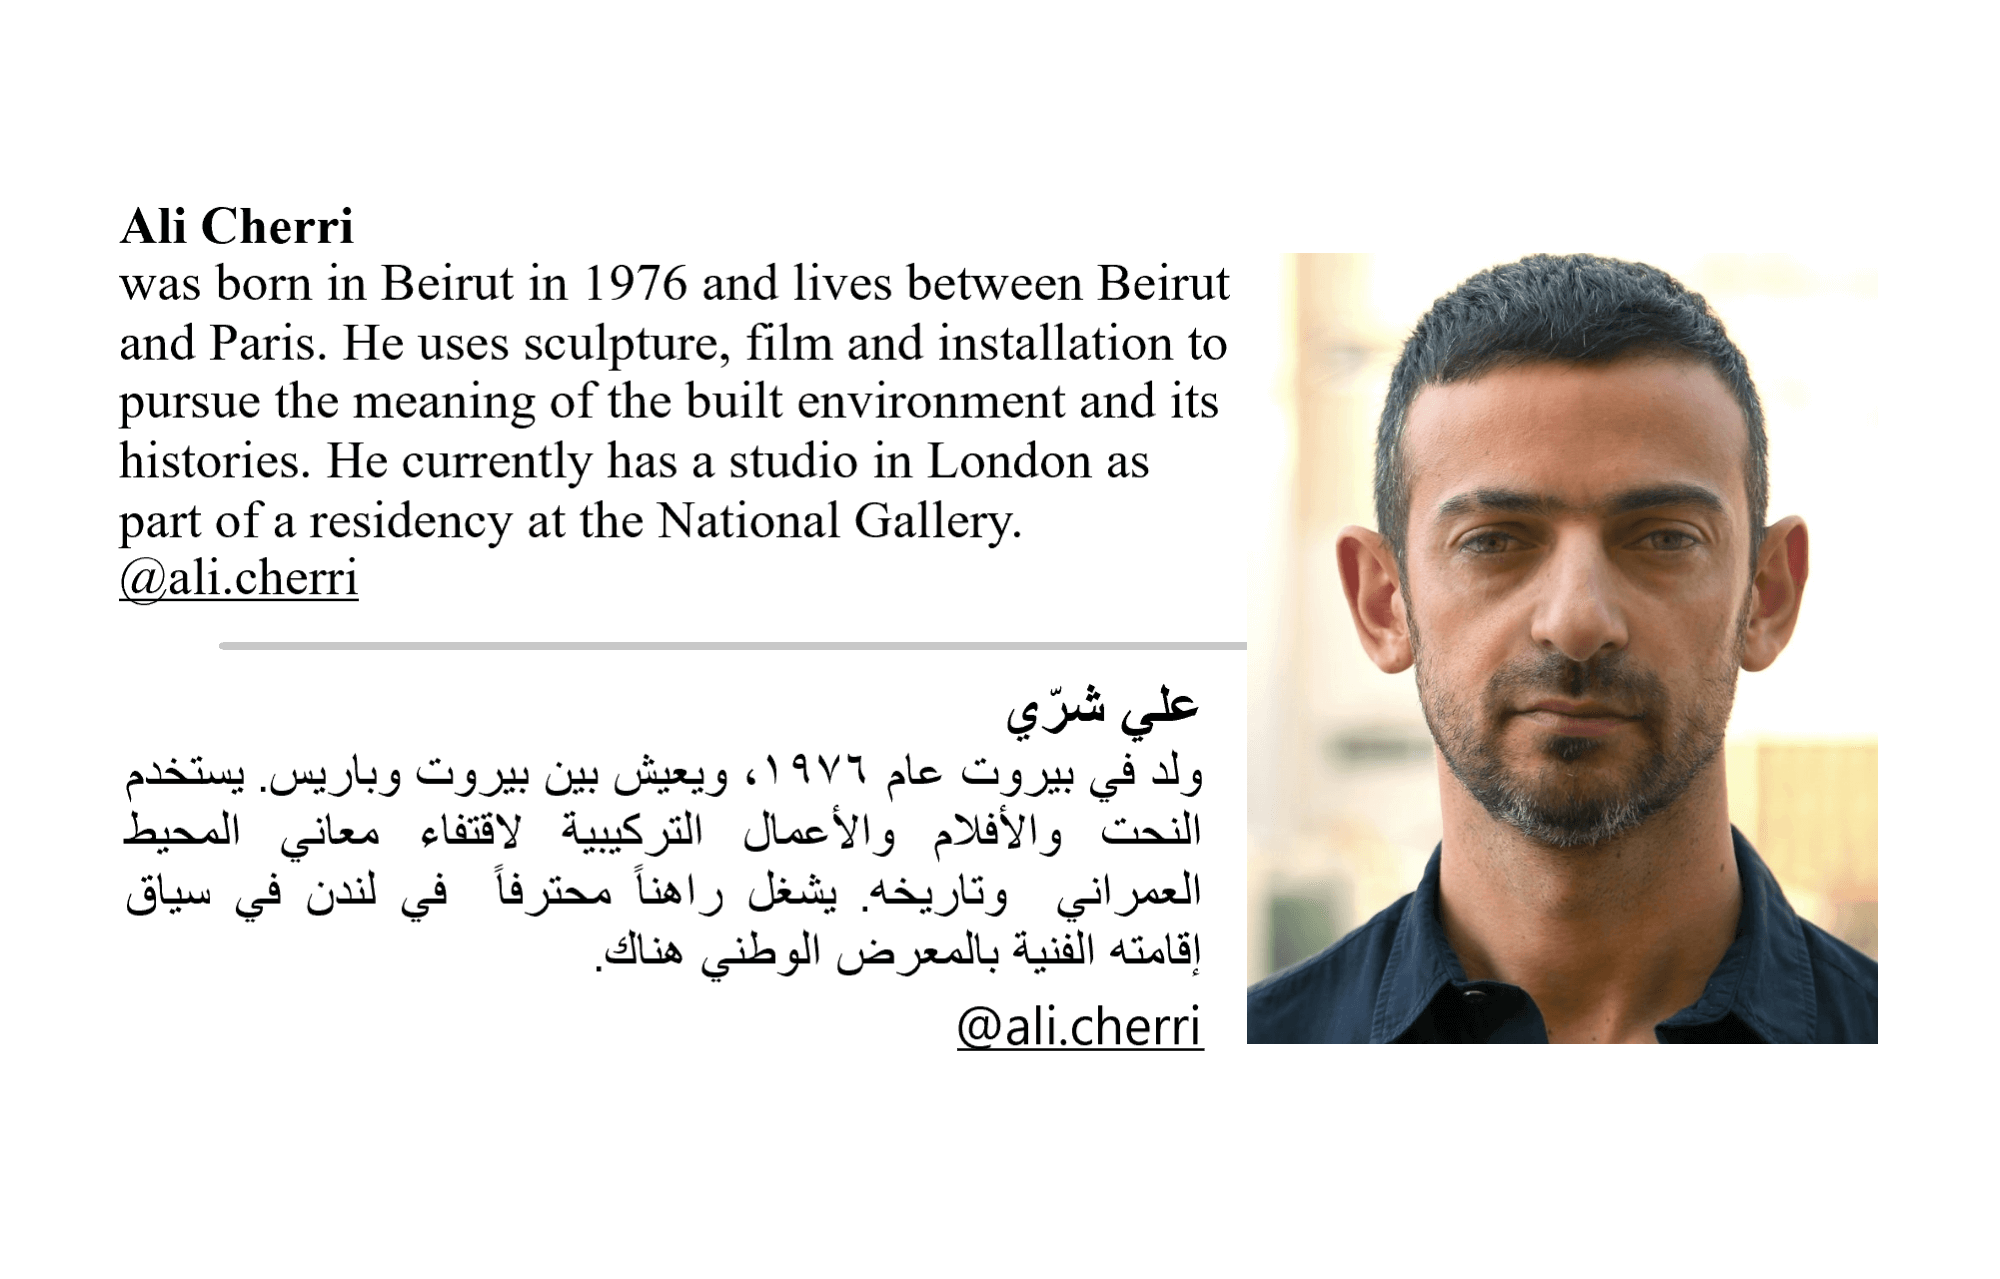 Ali Cherri
was born in Beirut in 1976 and lives between Beirut
and Paris. He uses sculpture, film and installation to
pursue the meaning of the built environment and its
histories. He currently has a studio in London as
part of a residency at the National Gallery.
@ali.cherri
علي شرّي
ولد في بيروت عام ١٩٧٦، ويعيش بين بيروت وباريس. يستخدم
النحت والأفلام والأعمال التركيبية لاقتفاء معاني المحيط
العمراني وتاريخه. يشغل راهناً محترفاً في لندن في سياق
إقامته الفنية بالمعرض الوطني هناك.
@ali.cherri